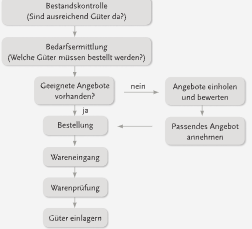 Bestandskontrolle
(Sind ausreichend Güter da?)
Bedarfsermittlung
(Welche Güter müssen bestellt werden?)
Geeignete Angebote
vorhanden?
nein
Angebote einholen
und bewerten
ja
Bestellung
Passendes Angebot
annehmen
Wareneingang
Warenprüfung
Güter einlagern